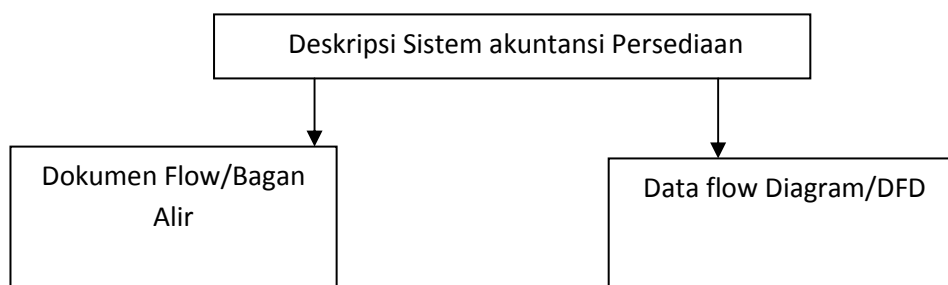 Deskripsi Sistem akuntansi Persediaan
Dokumen Flow/Bagan
Alir
Data flow Diagram/DFD